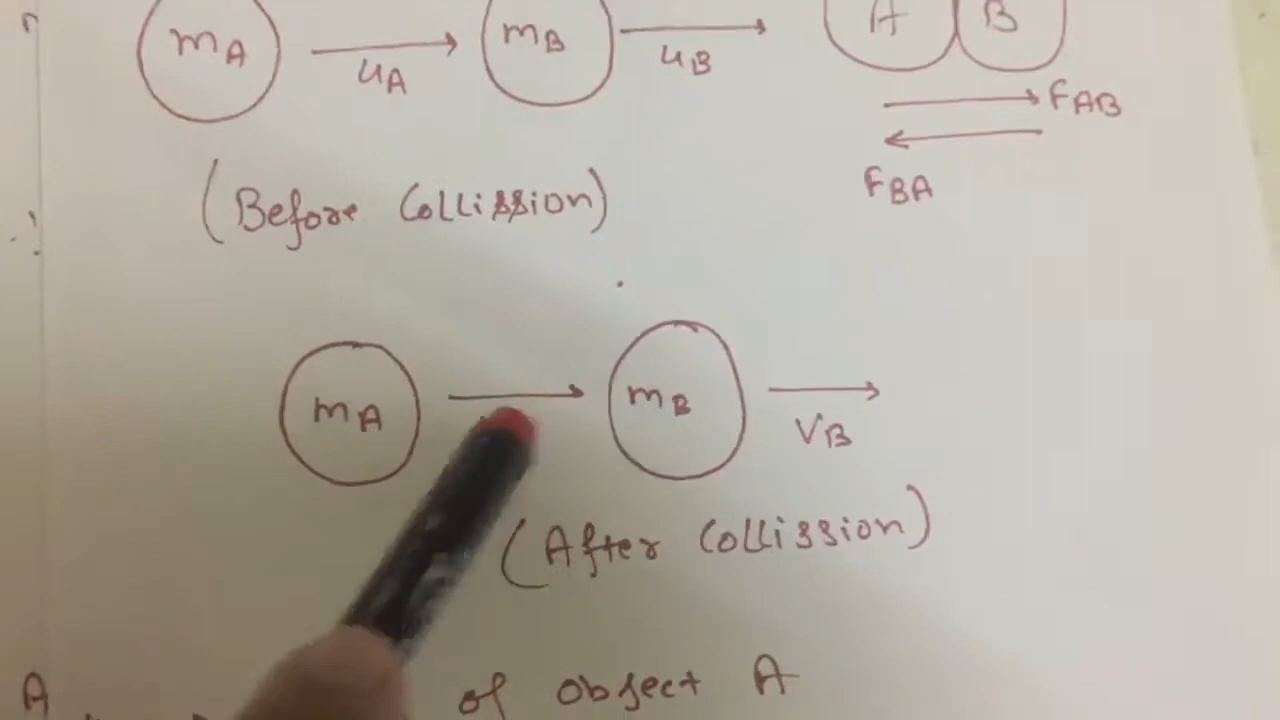 mA mB A B
uA uB FAB
FBA
(Before Collission)
mA mB
VB
(After Collission)
A of object A